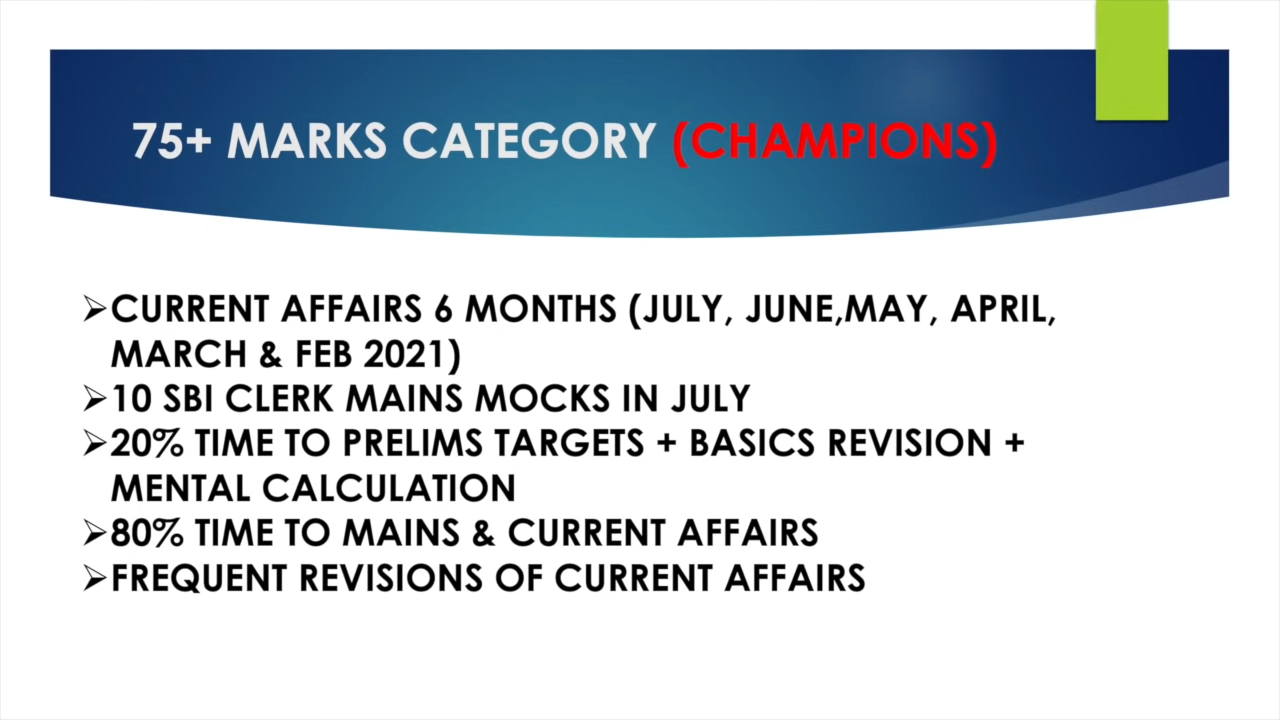 75+ MARKS CATEGORY (CHAMPIONS)
➢CURRENT AFFAIRS 6 MONTHS (JULY, JUNE,MAY, APRIL,
MARCH & FEB 2021)
➢10 SBI CLERK MAINS MOCKS IN JULY
➢20% TIME TO PRELIMS TARGETS + BASICS REVISION +
MENTAL CALCULATION
➢80% TIME TO MAINS & CURRENT AFFAIRS
➢FREQUENT REVISIONS OF CURRENT AFFAIRS